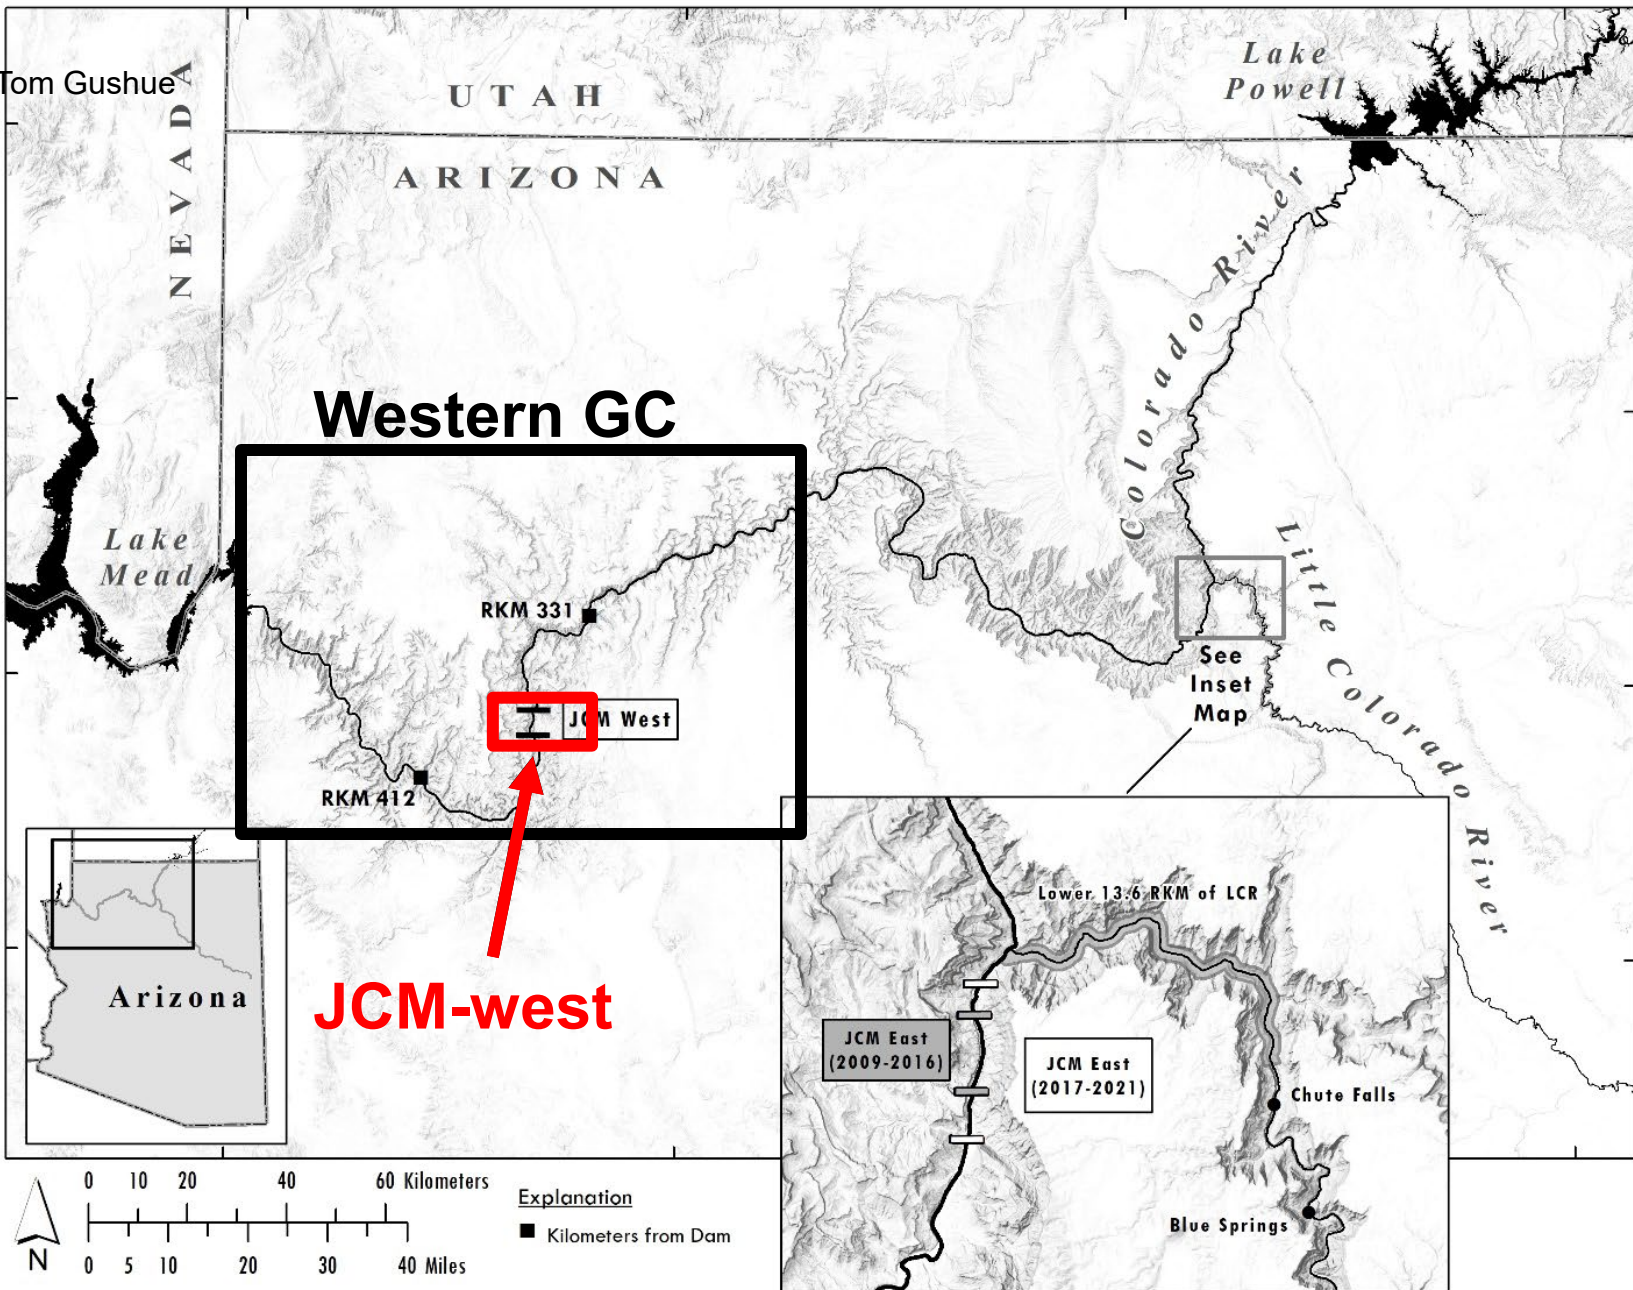 Tom Gushue
NEVADA
UTAH
ARIZONA
Lake
Powell
Colorado River
Western GC
Lake
Mead
RKM 331
JCM West
RKM 412
JCM-west
Little Colorado River
See
Inset
Map
Arizona
Lower 13.6 RKM of LCR
JCM East
(2009-2016)
JCM East
(2017-2021)
Chute Falls
Blue Springs
0 10 20 40 60 Kilometers
0 5 10 20 30 40 Miles
N
Explanation
Kilometers from Dam